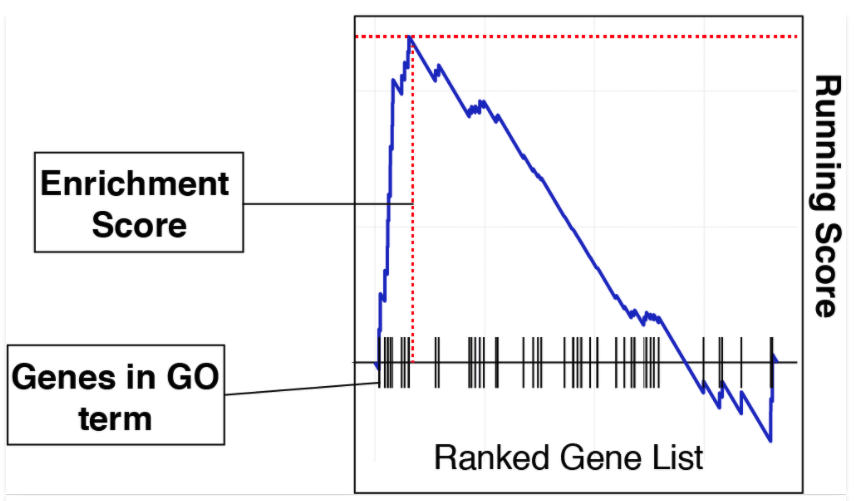 Enrichment
Score
Genes in GO
term
Ranked Gene List
Running Score